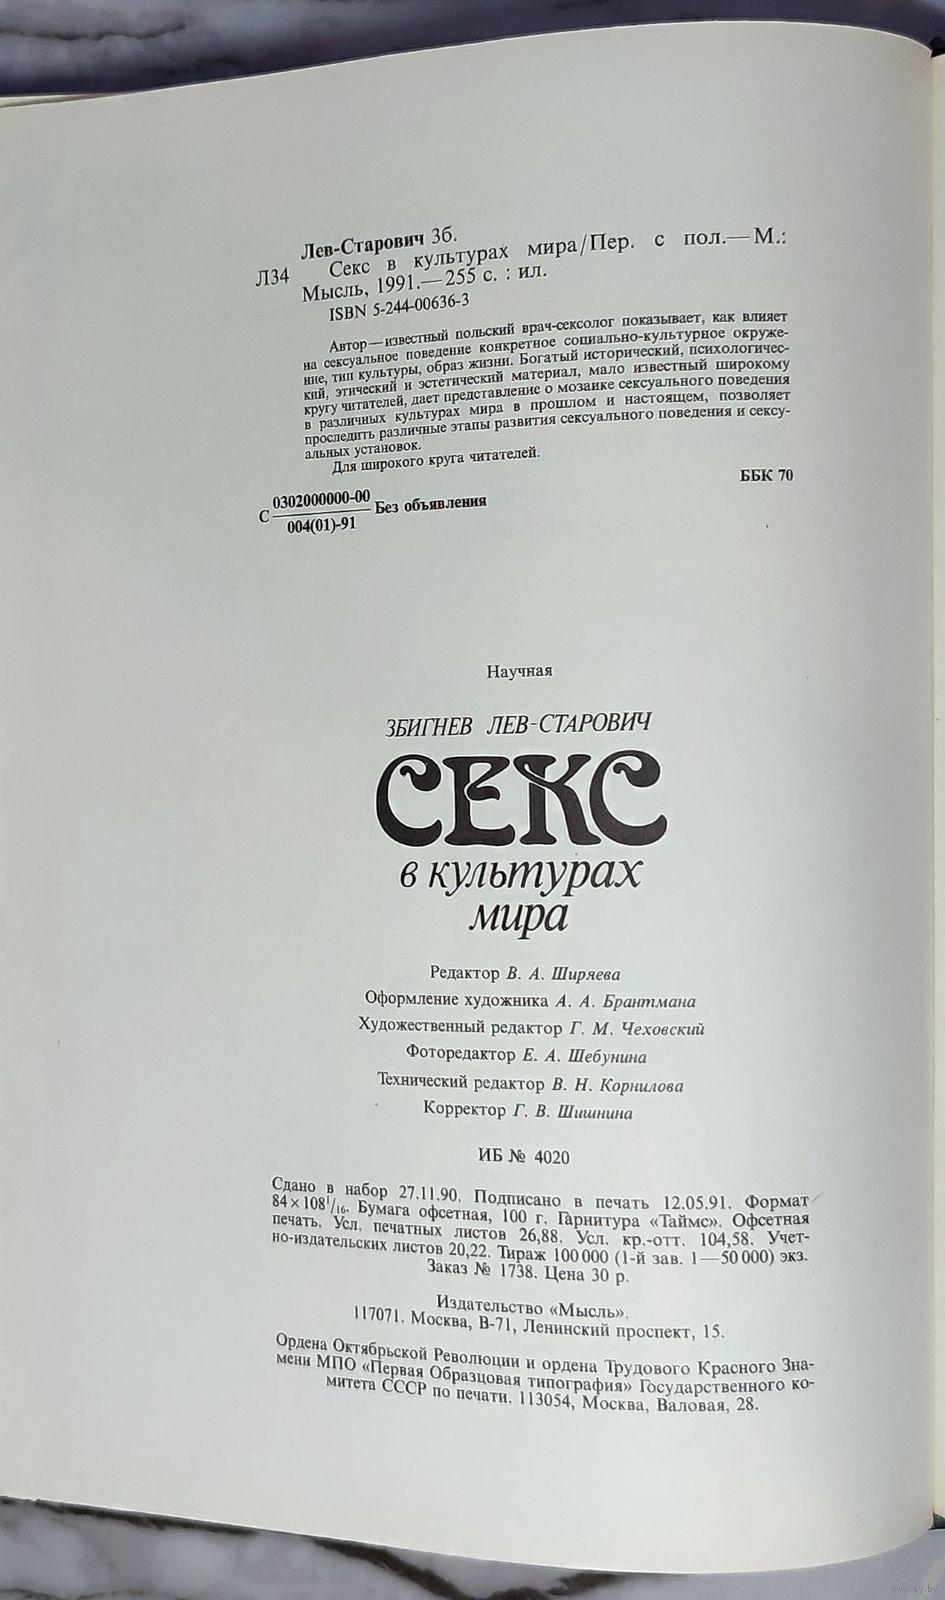 Лев-Старович Зб.
Л34 Секс в культурах мира/Пер. с пол.— М.:
Мысль, 1991.—255 с. : ил.
ISBN 5-244-00636-3
Автор—известный польский врач-сексолог показывает, как влияет
на сексуальное поведение конкретное социально-культурное окруже-
ние, тип культуры, образ жизни. Богатый исторический, психологичес-
кий, этический и эстетический материал, мало известный широкому
кругу читателей, дает представление о мозаике сексуального поведения
в различных культурах мира в прошлом и настоящем, позволяет
проследить различные этапы развития сексуального поведения и сексу-
альных установок.
Для широкого круга читателей.
С 0302000000-00 Без объявления
004(01)-91
ББК 70
Научная
ЗБИГНЕВ ЛЕВ-СТАРОВИЧ
СЕКС
в культурах
мира
Редактор В. А. Ширяева
Оформление художника А. А. Брантмана
Художественный редактор Г. М. Чеховский
Фоторедактор Е. А. Шебунина
Технический редактор В. Н. Корнилова
Корректор Г. В. Шишнина
ИБ № 4020
Сдано в набор 27.11.90. Подписано в печать 12.05.91. Формат
84×108¹/₁₆. Бумага офсетная, 100 г. Гарнитура «Таймс». Офсетная
печать. Усл. печатных листов 26,88. Усл. кр.-отт. 104,58. Учет-
но-издательских листов 20,22. Тираж 100 000 (1-й зав. 1—50 000) экз.
Заказ № 1738. Цена 30 р.
Издательство «Мысль».
117071. Москва, В-71, Ленинский проспект, 15.
Ордена Октябрьской Революции и ордена Трудового Красного Зна-
мени МПО «Первая Образцовая типография» Государственного ко-
митета СССР по печати. 113054, Москва, Валовая, 28.
www.ay.by